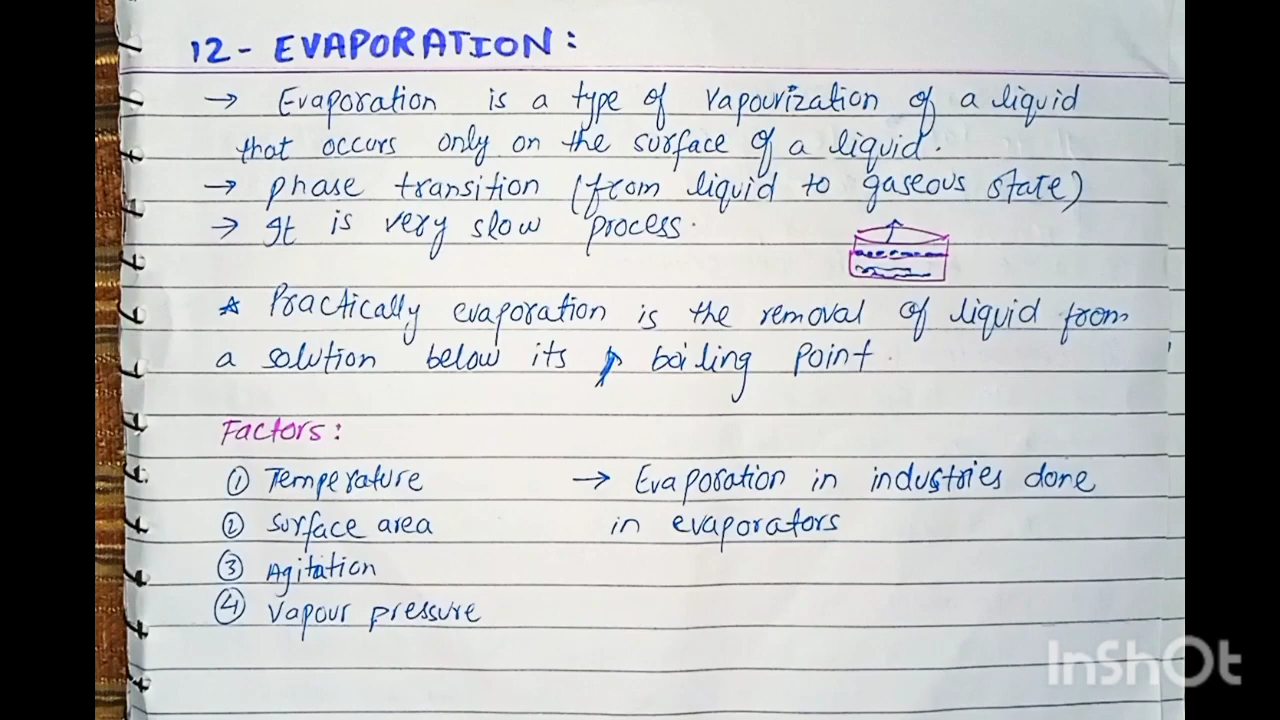 12- EVAPORATION:
→ Evaporation is a type of vapourization of a liquid
that occurs only on the surface of a liquid.
→ phase transition (from liquid to gaseous state)
→ It is very slow process.
* Practically evaporation is the removal of liquid from
a solution below its boiling point.
Factors:
① Temperature
② Surface area
③ Agitation
④ Vapour pressure
→ Evaporation in industries done
in evaporators
InShOt